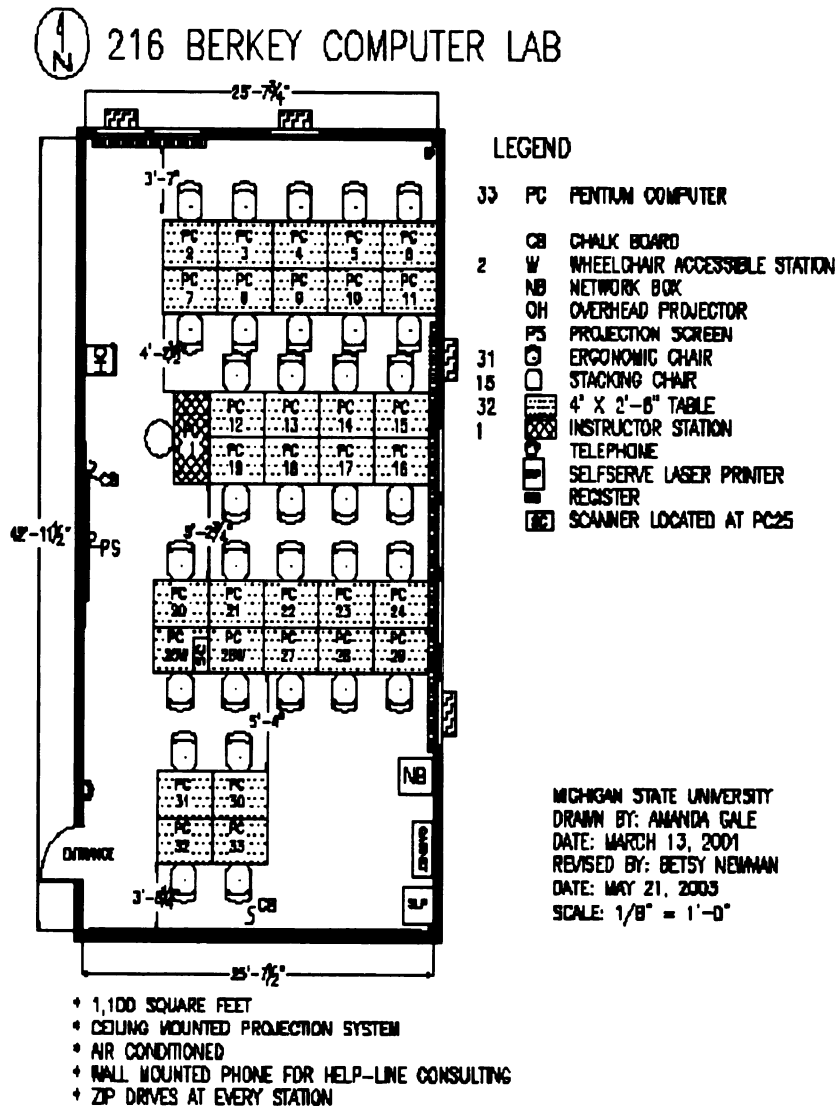 N
216 BERKEY COMPUTER LAB
25'-7¾"
LEGEND
33 PC PENTIUM COMPUTER
CB CHALK BOARD
2 W WHEELCHAIR ACCESSIBLE STATION
NB NETWORK BOX
OH OVERHEAD PROJECTOR
PS PROJECTION SCREEN
31 ERGONOMIC CHAIR
15 STACKING CHAIR
32 4' X 2'-6" TABLE
1 INSTRUCTOR STATION
TELEPHONE
SELFSERVE LASER PRINTER
REGISTER
SC SCANNER LOCATED AT PC25
3'-7"
PC 2 PC 3 PC 4 PC 5 PC 6
PC 7 PC 8 PC 9 PC 10 PC 11
1
PC 12 PC 13 PC 14 PC 15
PC 19 PC 18 PC 17 PC 16
CB
42'-11½"
PS
PC 20 PC 21 PC 22 PC 23 PC 24
PC 25W SC PC 26W PC 27 PC 28 PC 29
5'-4"
NB
PC 31 PC 30
PC 32 PC 33
ENTRANCE
CB
SLP
MICHIGAN STATE UNIVERSITY
DRAWN BY: AMANDA GALE
DATE: MARCH 13, 2001
REVISED BY: BETSY NEWMAN
DATE: MAY 21, 2003
SCALE: 1/8" = 1'-0"
* 1,100 SQUARE FEET
* CEILING MOUNTED PROJECTION SYSTEM
* AIR CONDITIONED
* WALL MOUNTED PHONE FOR HELP-LINE CONSULTING
* ZIP DRIVES AT EVERY STATION